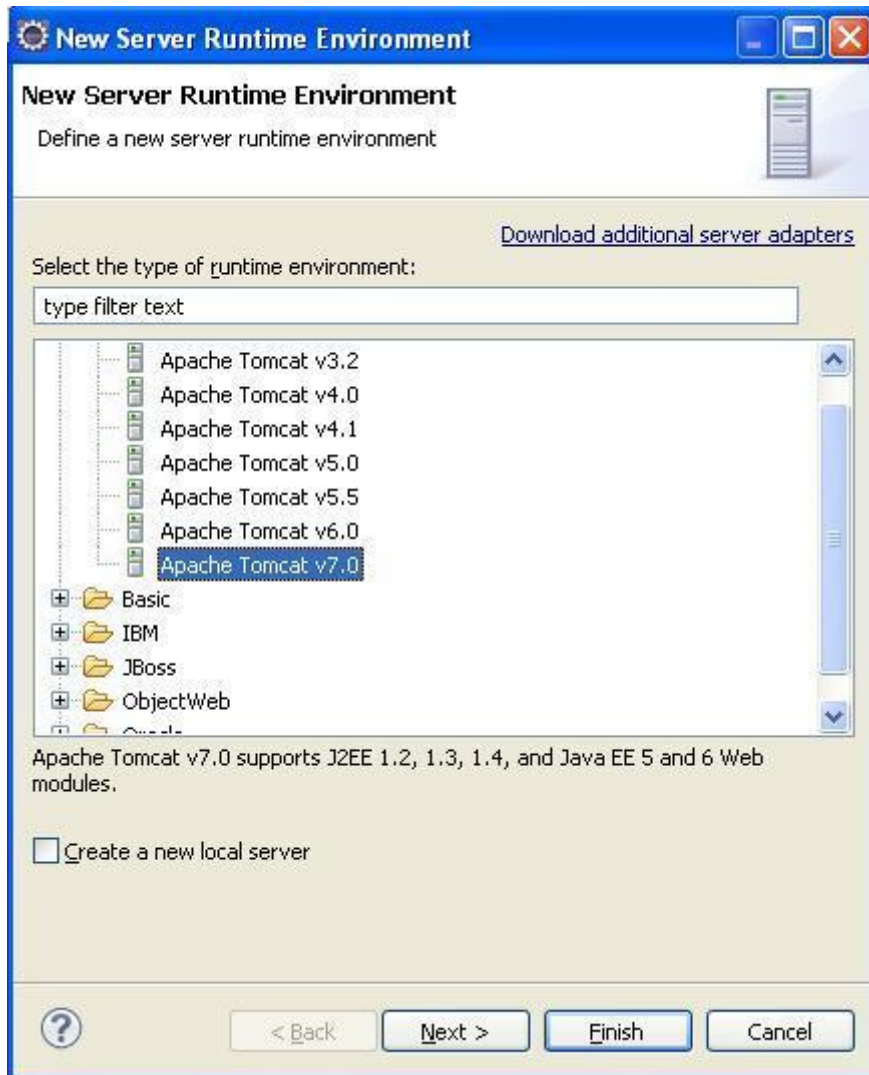 New Server Runtime Environment
New Server Runtime Environment
Define a new server runtime environment
Download additional server adapters
Select the type of runtime environment:
type filter text
Apache Tomcat v3.2
Apache Tomcat v4.0
Apache Tomcat v4.1
Apache Tomcat v5.0
Apache Tomcat v5.5
Apache Tomcat v6.0
Apache Tomcat v7.0
Basic
IBM
JBoss
ObjectWeb
Oracle
Apache Tomcat v7.0 supports J2EE 1.2, 1.3, 1.4, and Java EE 5 and 6 Web
modules.
Create a new local server
< Back Next > Finish Cancel